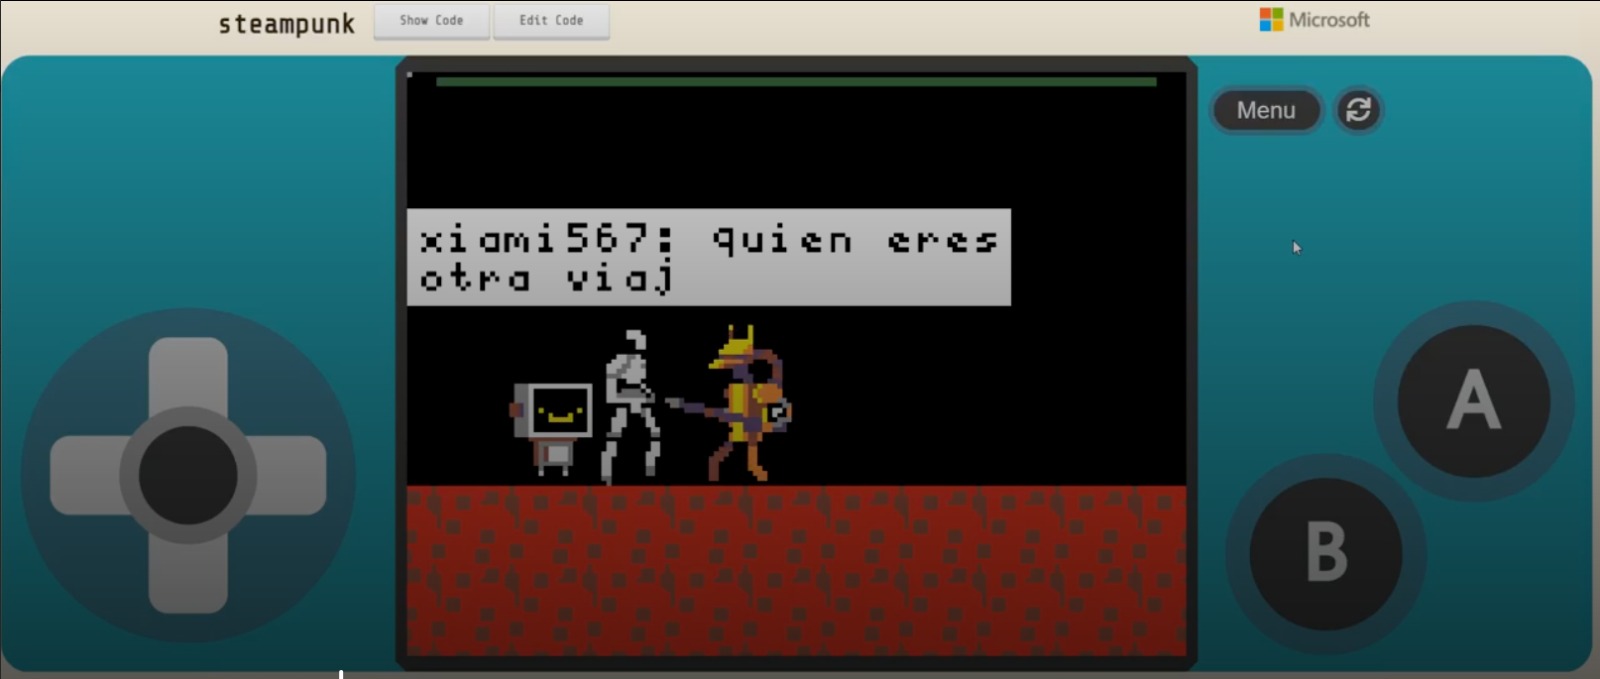 steampunk
Show Code
Edit Code
Microsoft
Menu
xiami567: quien eres
otra viaj
A
B